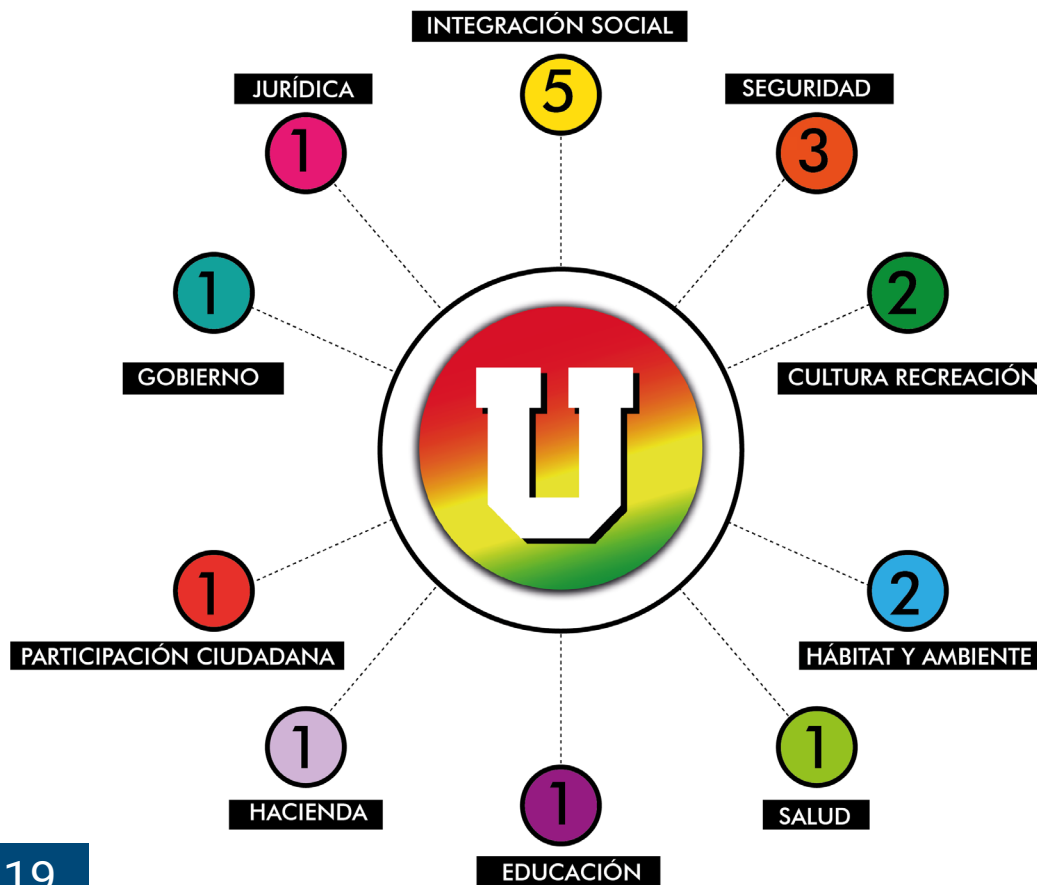 INTEGRACIÓN SOCIAL
5
JURÍDICA
1
SEGURIDAD
3
1
GOBIERNO
2
CULTURA RECREACIÓN
U
1
PARTICIPACIÓN CIUDADANA
2
HÁBITAT Y AMBIENTE
1
HACIENDA
1
EDUCACIÓN
1
SALUD
19